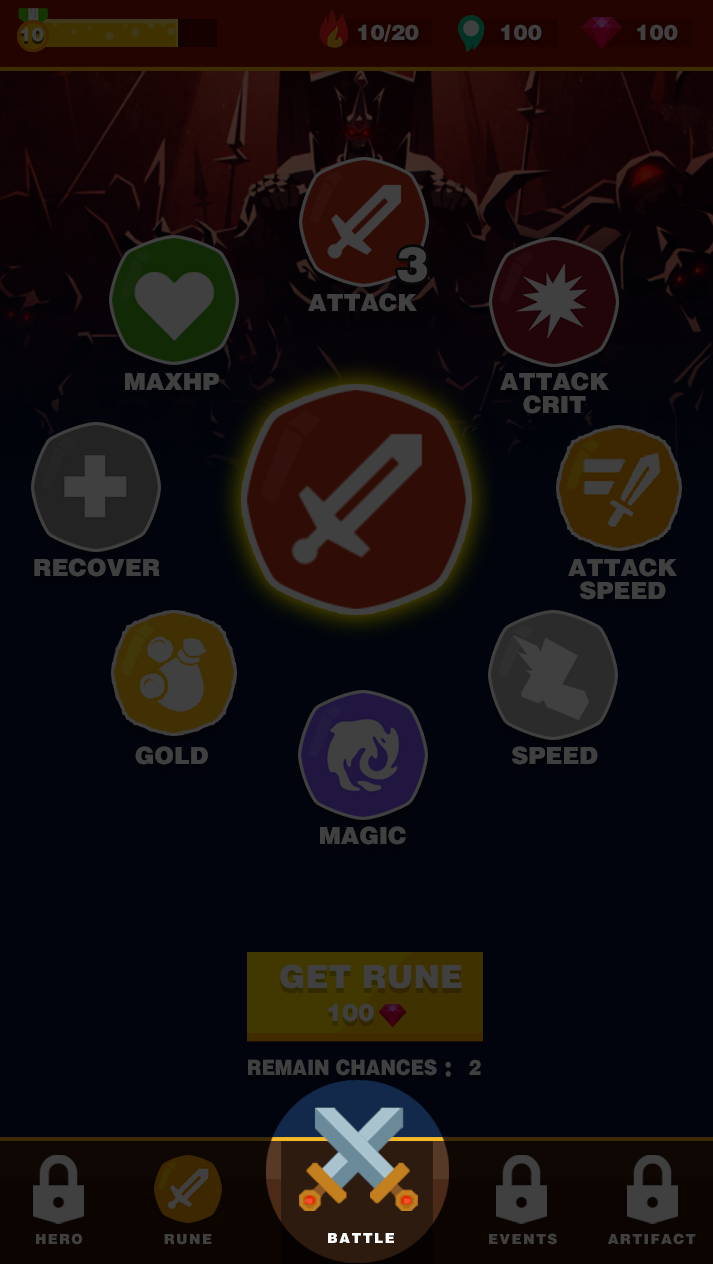 10
10/20
100
100
3
ATTACK
MAXHP
ATTACK
CRIT
RECOVER
ATTACK
SPEED
GOLD
SPEED
MAGIC
GET RUNE
100
REMAIN CHANCES : 2
HERO
RUNE
BATTLE
EVENTS
ARTIFACT